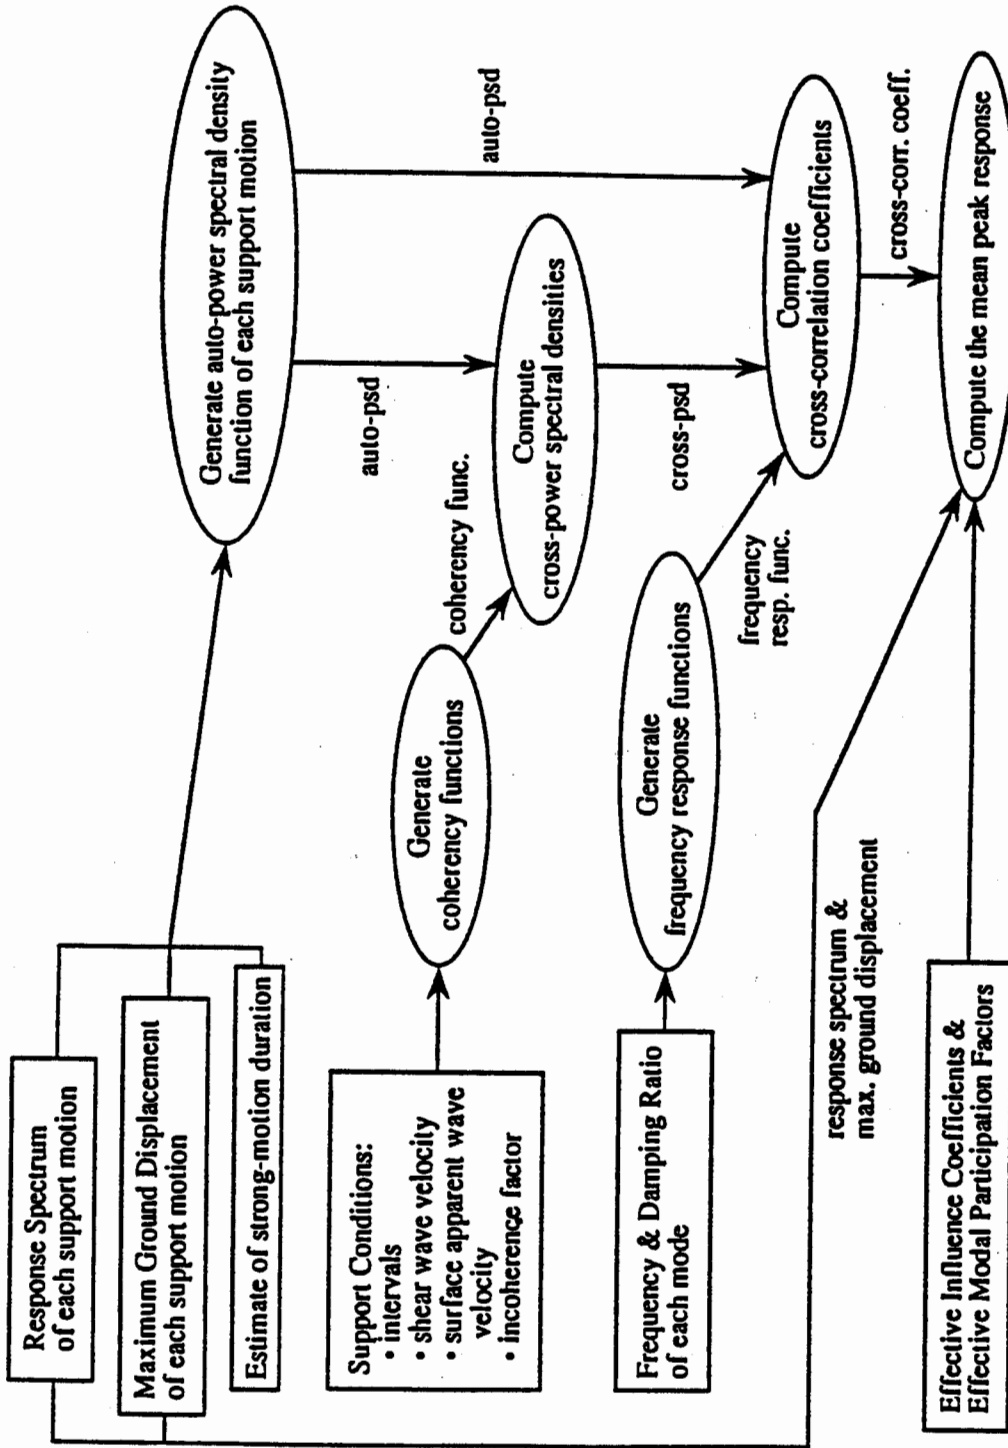 Response Spectrum
of each support motion
Maximum Ground Displacement
of each support motion
Estimate of strong-motion duration
Generate auto-power spectral density
function of each support motion
auto-psd
auto-psd
Support Conditions:
• intervals
• shear wave velocity
• surface apparent wave
velocity
• incoherence factor
Generate
coherency functions
coherency func.
Compute
cross-power spectral densities
cross-psd
Frequency & Damping Ratio
of each mode
Generate
frequency response functions
frequency
resp. func.
Compute
cross-correlation coefficients
cross-corr. coeff.
response spectrum &
max. ground displacement
Effective Influence Coefficients &
Effective Modal Participation Factors
Compute the mean peak response